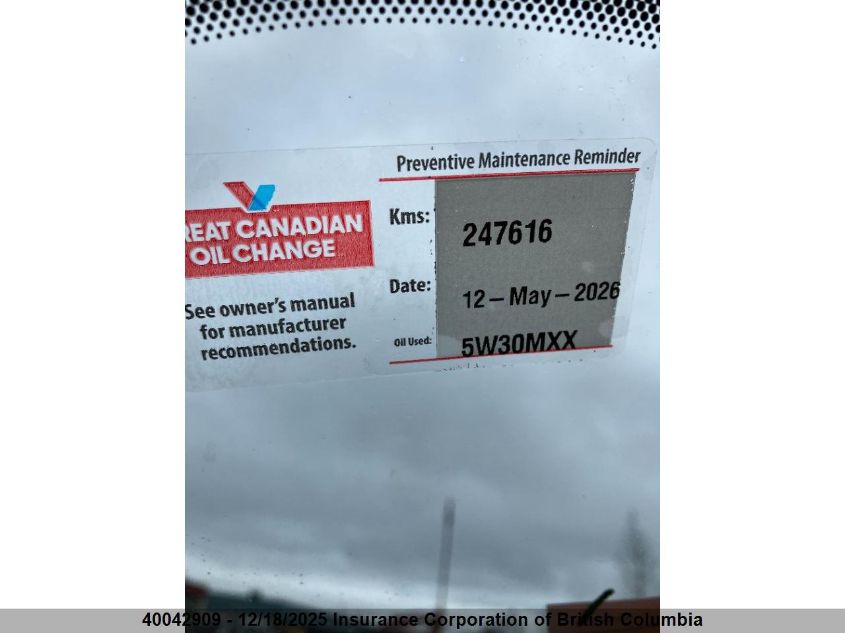 Preventive Maintenance Reminder
REAT CANADIAN
OIL CHANGE
See owner's manual
for manufacturer
recommendations.
Kms: 247616
Date: 12-May-2026
Oil Used: 5W30MXX
40042909 - 12/18/2025 Insurance Corporation of British Columbia